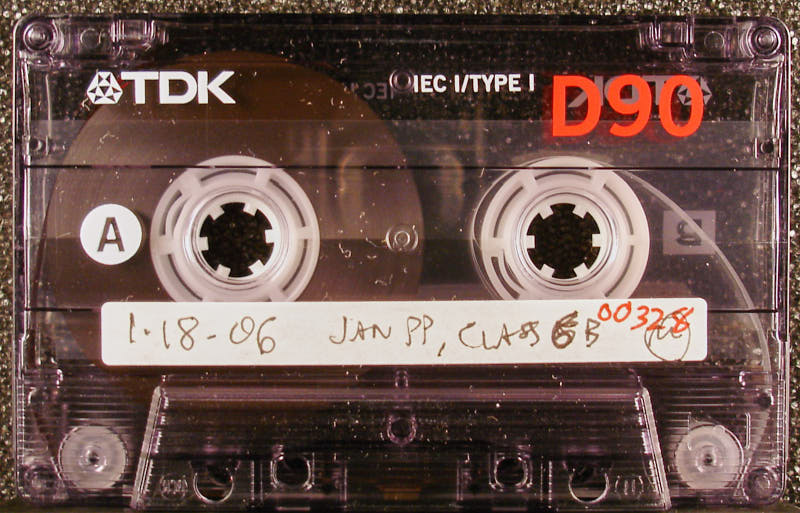 TDK IEC I/TYPE I D90
A
1-18-06 JAN PP, CLASS 6B 00328